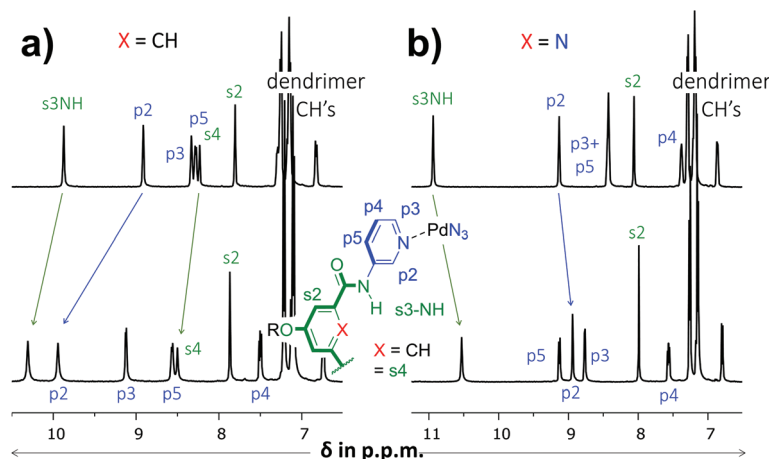 a)
X = CH
s3NH
p2
p5
s4
p3
s2
dendrimer
CH's
s2
s4
p2
p3
p5
p4
10
9
8
7
b)
X = N
s3NH
p2
p3+
p5
s2
dendrimer
CH's
p4
s2
p5
p2
p3
p4
11
10
9
8
7
p4
p3
p5
N
PdN3
p2
O
N
H
s3-NH
s2
RO
X
X = CH
= s4
δ in p.p.m.